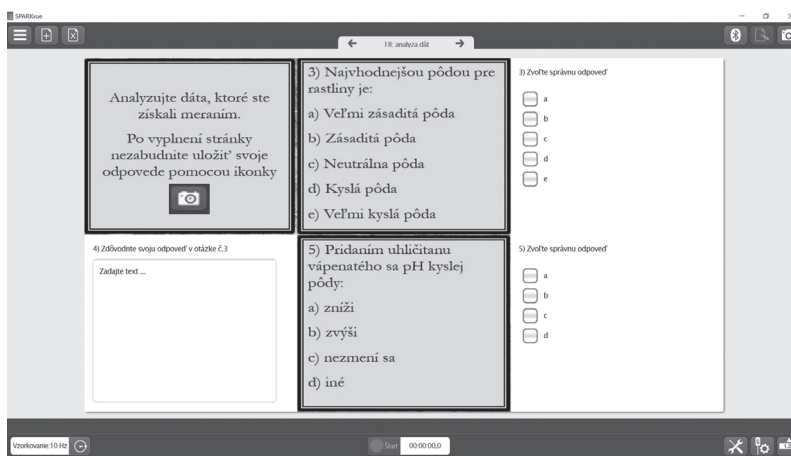 SPARKvue
18: analyza dát
Analyzujte dáta, ktoré ste
získali meraním.
Po vyplnení stránky
nezabudnite uložiť svoje
odpovede pomocou ikonky
3) Najvhodnejšou pôdou pre
rastliny je:
a) Veľmi zásaditá pôda
b) Zásaditá pôda
c) Neutrálna pôda
d) Kyslá pôda
e) Veľmi kyslá pôda
3) Zvoľte správnu odpoveď
a
b
c
d
e
4) Zdôvodnte svoju odpoveď v otázke č.3
Zadajte text ...
5) Pridaním uhličitanu
vápenatého sa pH kyslej
pôdy:
a) zníži
b) zvýši
c) nezmení sa
d) iné
5) Zvoľte správnu odpoveď
a
b
c
d
Vzorkovanie:10 Hz
Štart
00:00:00,0